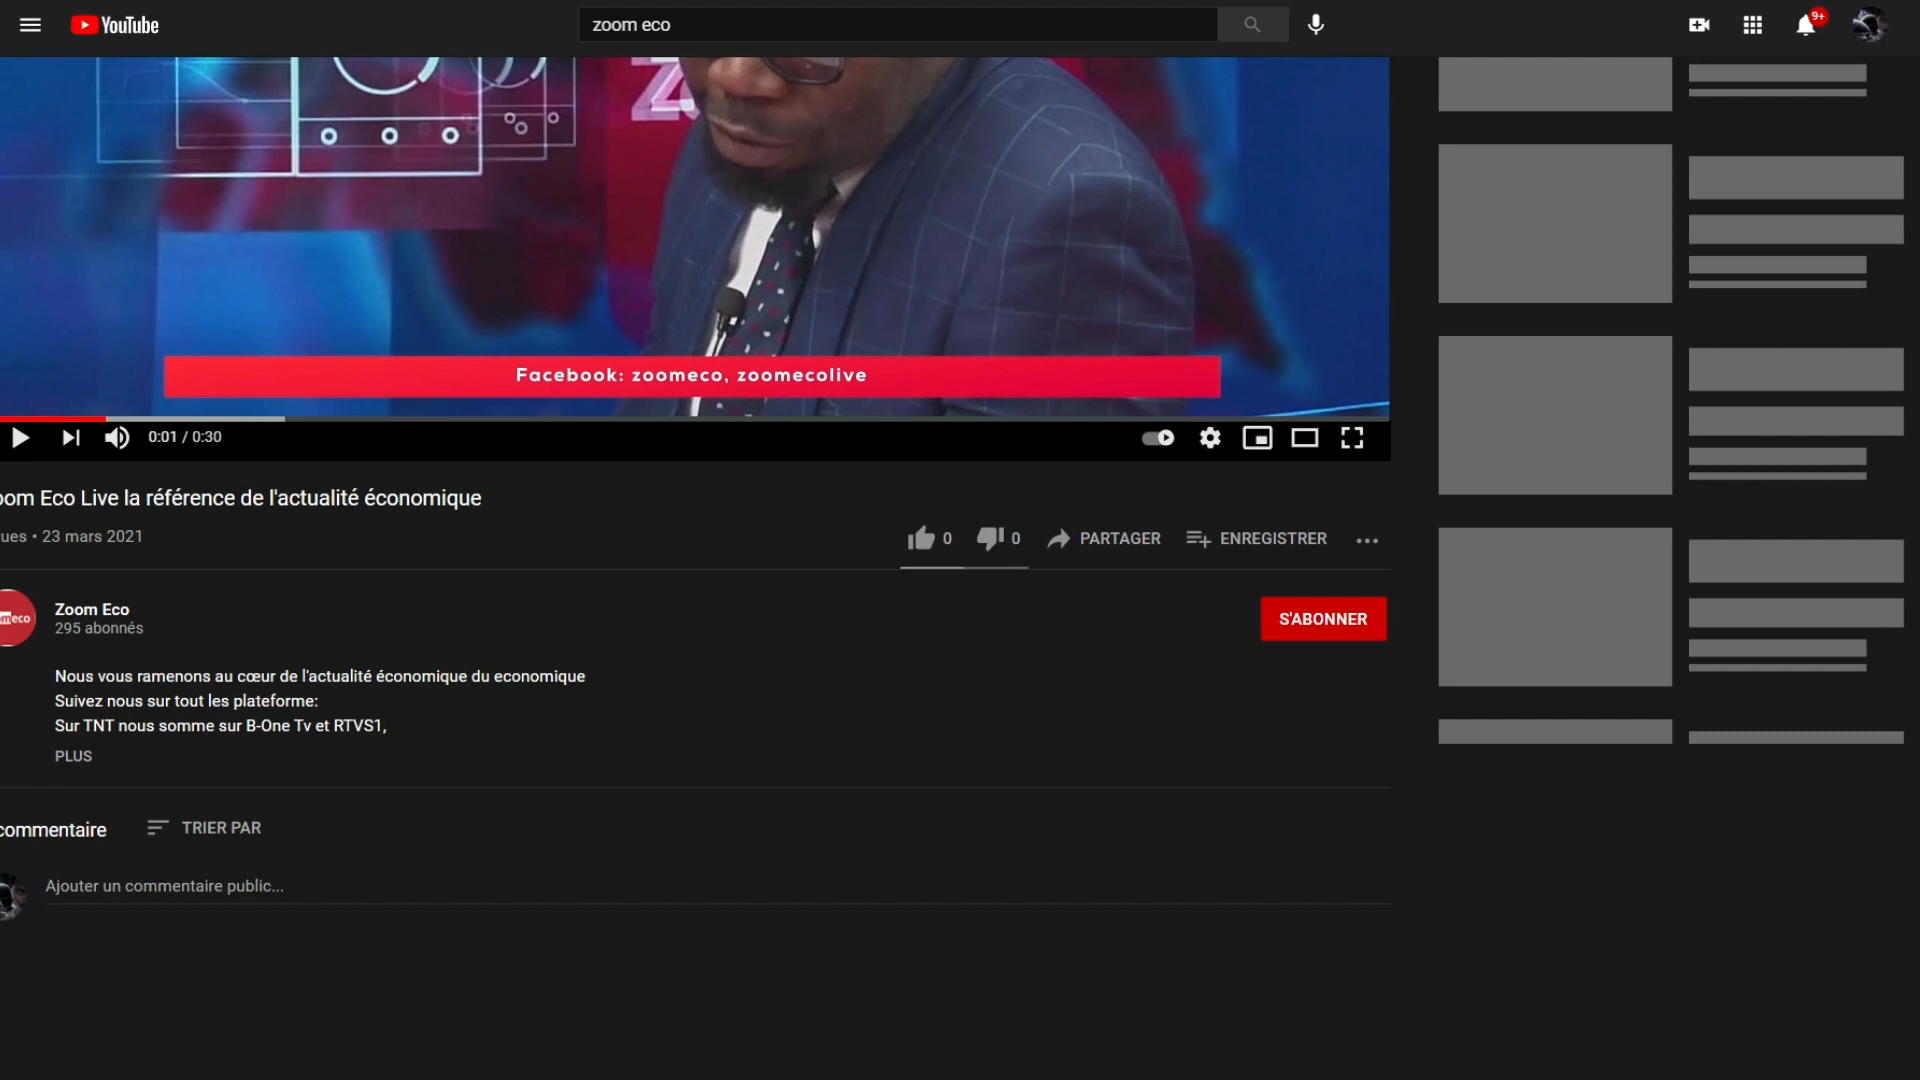 YouTube
zoom eco
9+
Facebook: zoomeco, zoomecolive
0:01 / 0:30
oom Eco Live la référence de l'actualité économique
ues • 23 mars 2021
0
0
PARTAGER
ENREGISTRER
meco
Zoom Eco
295 abonnés
S'ABONNER
Nous vous ramenons au cœur de l'actualité économique du economique
Suivez nous sur tout les plateforme:
Sur TNT nous somme sur B-One Tv et RTVS1,
PLUS
commentaire
TRIER PAR
Ajouter un commentaire public...